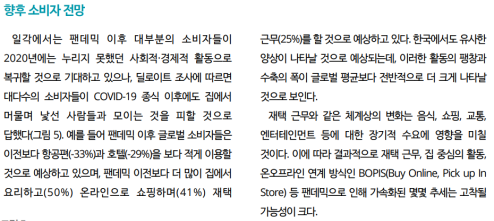 향후 소비자 전망
일각에서는 팬데믹 이후 대부분의 소비자들이
2020년에는 누리지 못했던 사회적·경제적 활동으로
복귀할 것으로 기대하고 있으나, 딜로이트 조사에 따르면
대다수의 소비자들이 COVID-19 종식 이후에도 집에서
머물며 낯선 사람들과 모이는 것을 피할 것으로
답했다(그림 5). 예를 들어 팬데믹 이후 글로벌 소비자들은
이전보다 항공편(-33%)과 호텔(-29%)을 보다 적게 이용할
것으로 예상하고 있으며, 팬데믹 이전보다 더 많이 집에서
요리하고(50%) 온라인으로 쇼핑하며(41%) 재택
근무(25%)를 할 것으로 예상하고 있다. 한국에서도 유사한
양상이 나타날 것으로 예상되는데, 이러한 활동의 팽창과
수축의 폭이 글로벌 평균보다 전반적으로 더 크게 나타날
것으로 보인다.
재택 근무와 같은 체계상의 변화는 음식, 쇼핑, 교통,
엔터테인먼트 등에 대한 장기적 수요에 영향을 미칠
것이다. 이에 따라 결과적으로 재택 근무, 집 중심의 활동,
온오프라인 연계 방식인 BOPIS(Buy Online, Pick up In
Store) 등 팬데믹으로 인해 가속화된 몇몇 추세는 고착될
가능성이 크다.